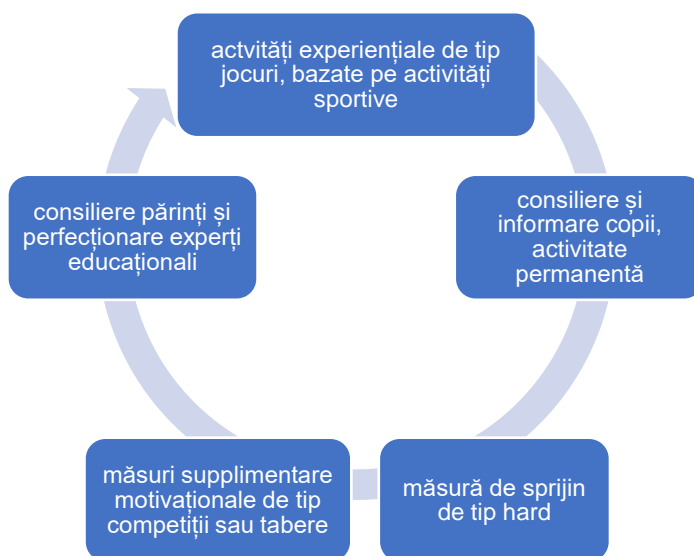 actvități experiențiale de tip
jocuri, bazate pe activități
sportive
consiliere și
informare copii,
activitate
permanentă
măsură de sprijin
de tip hard
măsuri supplimentare
motivaționale de tip
competiții sau tabere
consiliere părinți și
perfecționare experți
educaționali